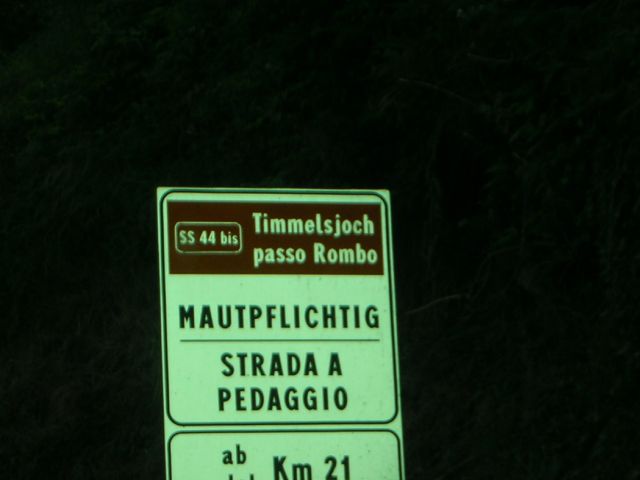 SS 44 bis
Timmelsjoch
passo Rombo
MAUTPFLICHTIG
STRADA A
PEDAGGIO
ab
Km 21